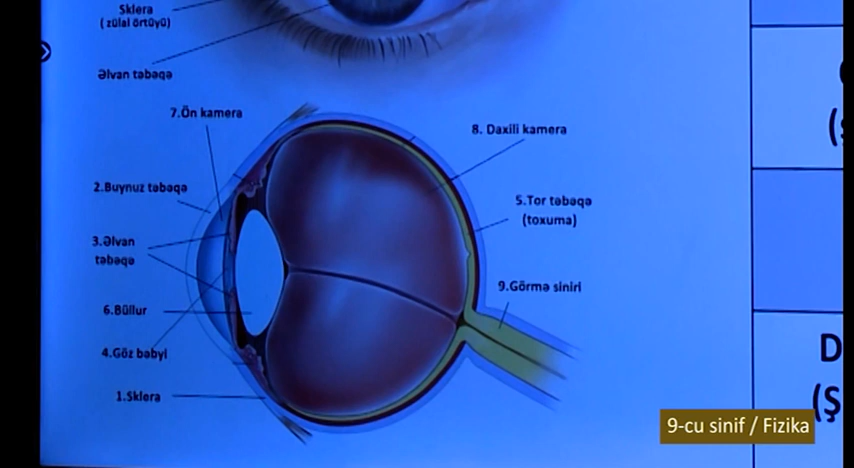 Sklera
(zülal örtüyü)
Əlvan təbəqə
7.Ön kamera
8. Daxili kamera
2.Buynuz təbəqə
5.Tor təbəqə
(toxuma)
3.Əlvan
təbəqə
9.Görmə siniri
6.Büllur
4.Göz bəbəyi
1.Sklera
D
(Ş
9-cu sinif / Fizika